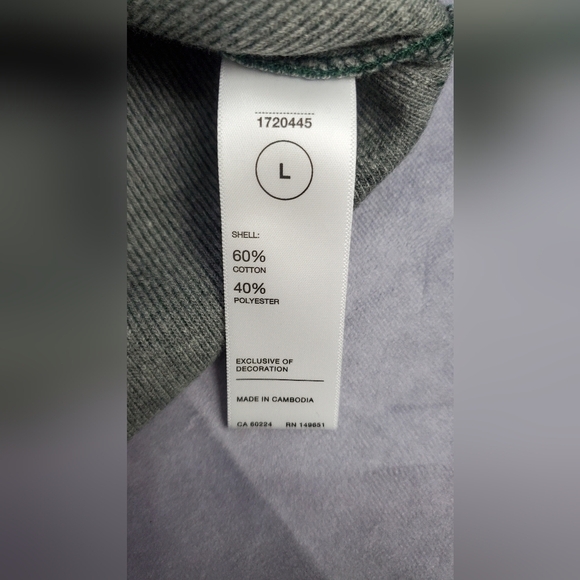 1720445
L
SHELL:
60%
COTTON
40%
POLYESTER
EXCLUSIVE OF
DECORATION
MADE IN CAMBODIA
CA 60224 RN 149651